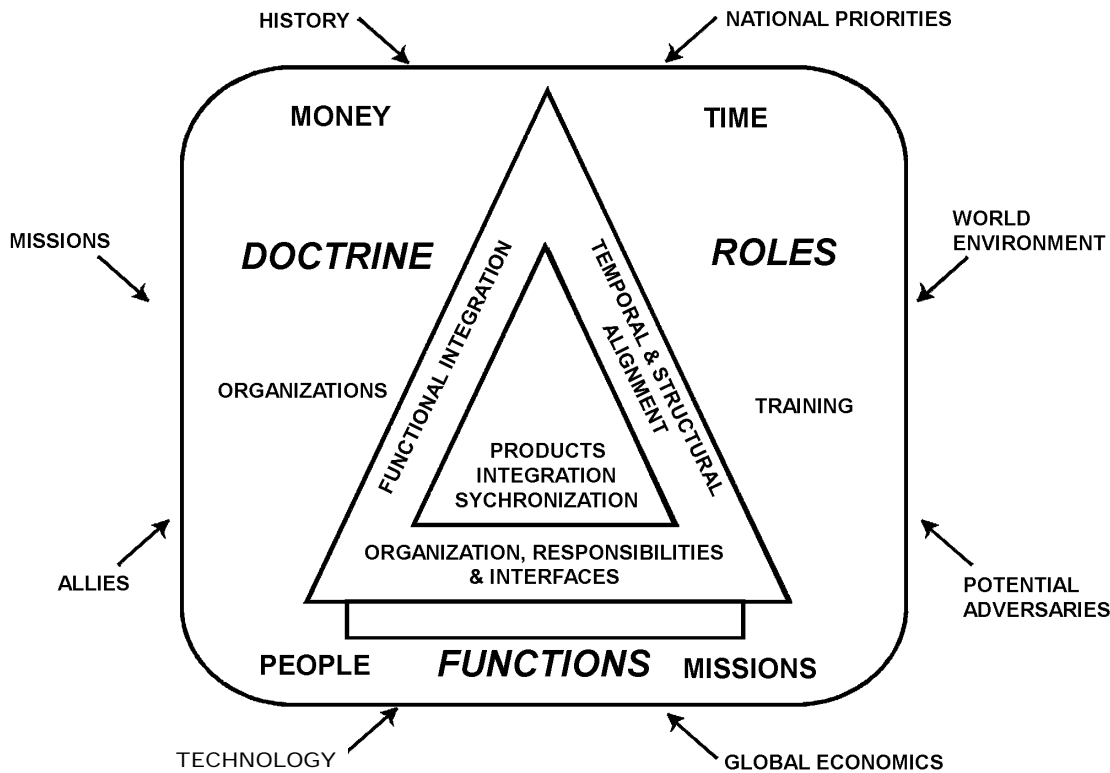 HISTORY
NATIONAL PRIORITIES
MONEY
TIME
MISSIONS
WORLD
ENVIRONMENT
DOCTRINE
ROLES
FUNCTIONAL INTEGRATION
TEMPORAL & STRUCTURAL
ALIGNMENT
ORGANIZATIONS
TRAINING
PRODUCTS
INTEGRATION
SYCHRONIZATION
ORGANIZATION, RESPONSIBILITIES
& INTERFACES
ALLIES
POTENTIAL
ADVERSARIES
PEOPLE
FUNCTIONS
MISSIONS
TECHNOLOGY
GLOBAL ECONOMICS